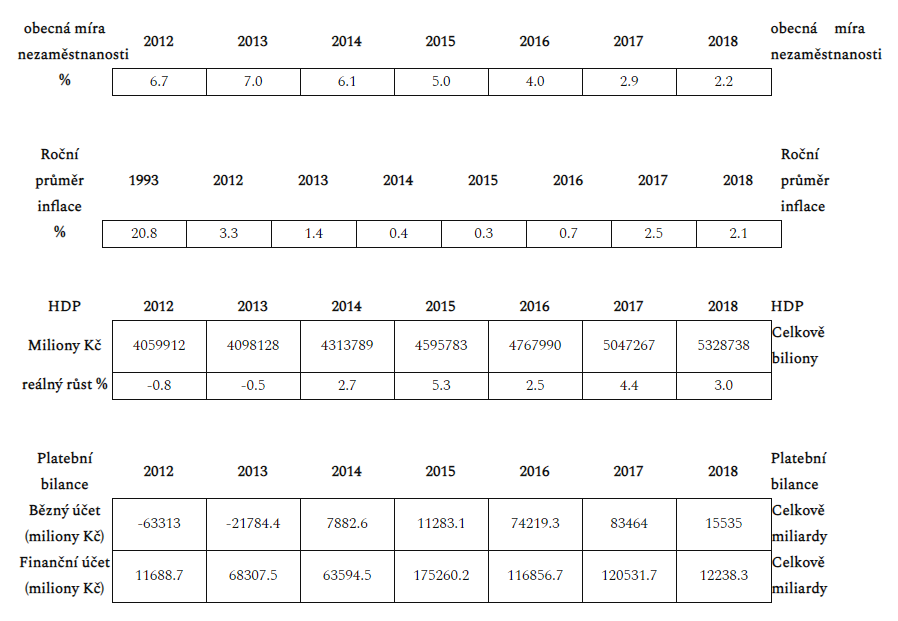 obecná míra
nezaměstnanosti 2012 2013 2014 2015 2016 2017 2018 obecná míra
nezaměstnanosti
% 6.7 7.0 6.1 5.0 4.0 2.9 2.2
Roční
průměr
inflace 1993 2012 2013 2014 2015 2016 2017 2018 Roční
průměr
inflace
% 20.8 3.3 1.4 0.4 0.3 0.7 2.5 2.1
HDP 2012 2013 2014 2015 2016 2017 2018 HDP
Miliony Kč 4059912 4098128 4313789 4595783 4767990 5047267 5328738 Celkově
biliony
reálný růst % -0.8 -0.5 2.7 5.3 2.5 4.4 3.0
Platební
bilance 2012 2013 2014 2015 2016 2017 2018 Platební
bilance
Bězný účet
(miliony Kč) -63313 -21784.4 7882.6 11283.1 74219.3 83464 15535 Celkově
miliardy
Finanční účet
(miliony Kč) 11688.7 68307.5 63594.5 175260.2 116856.7 120531.7 12238.3 Celkově
miliardy